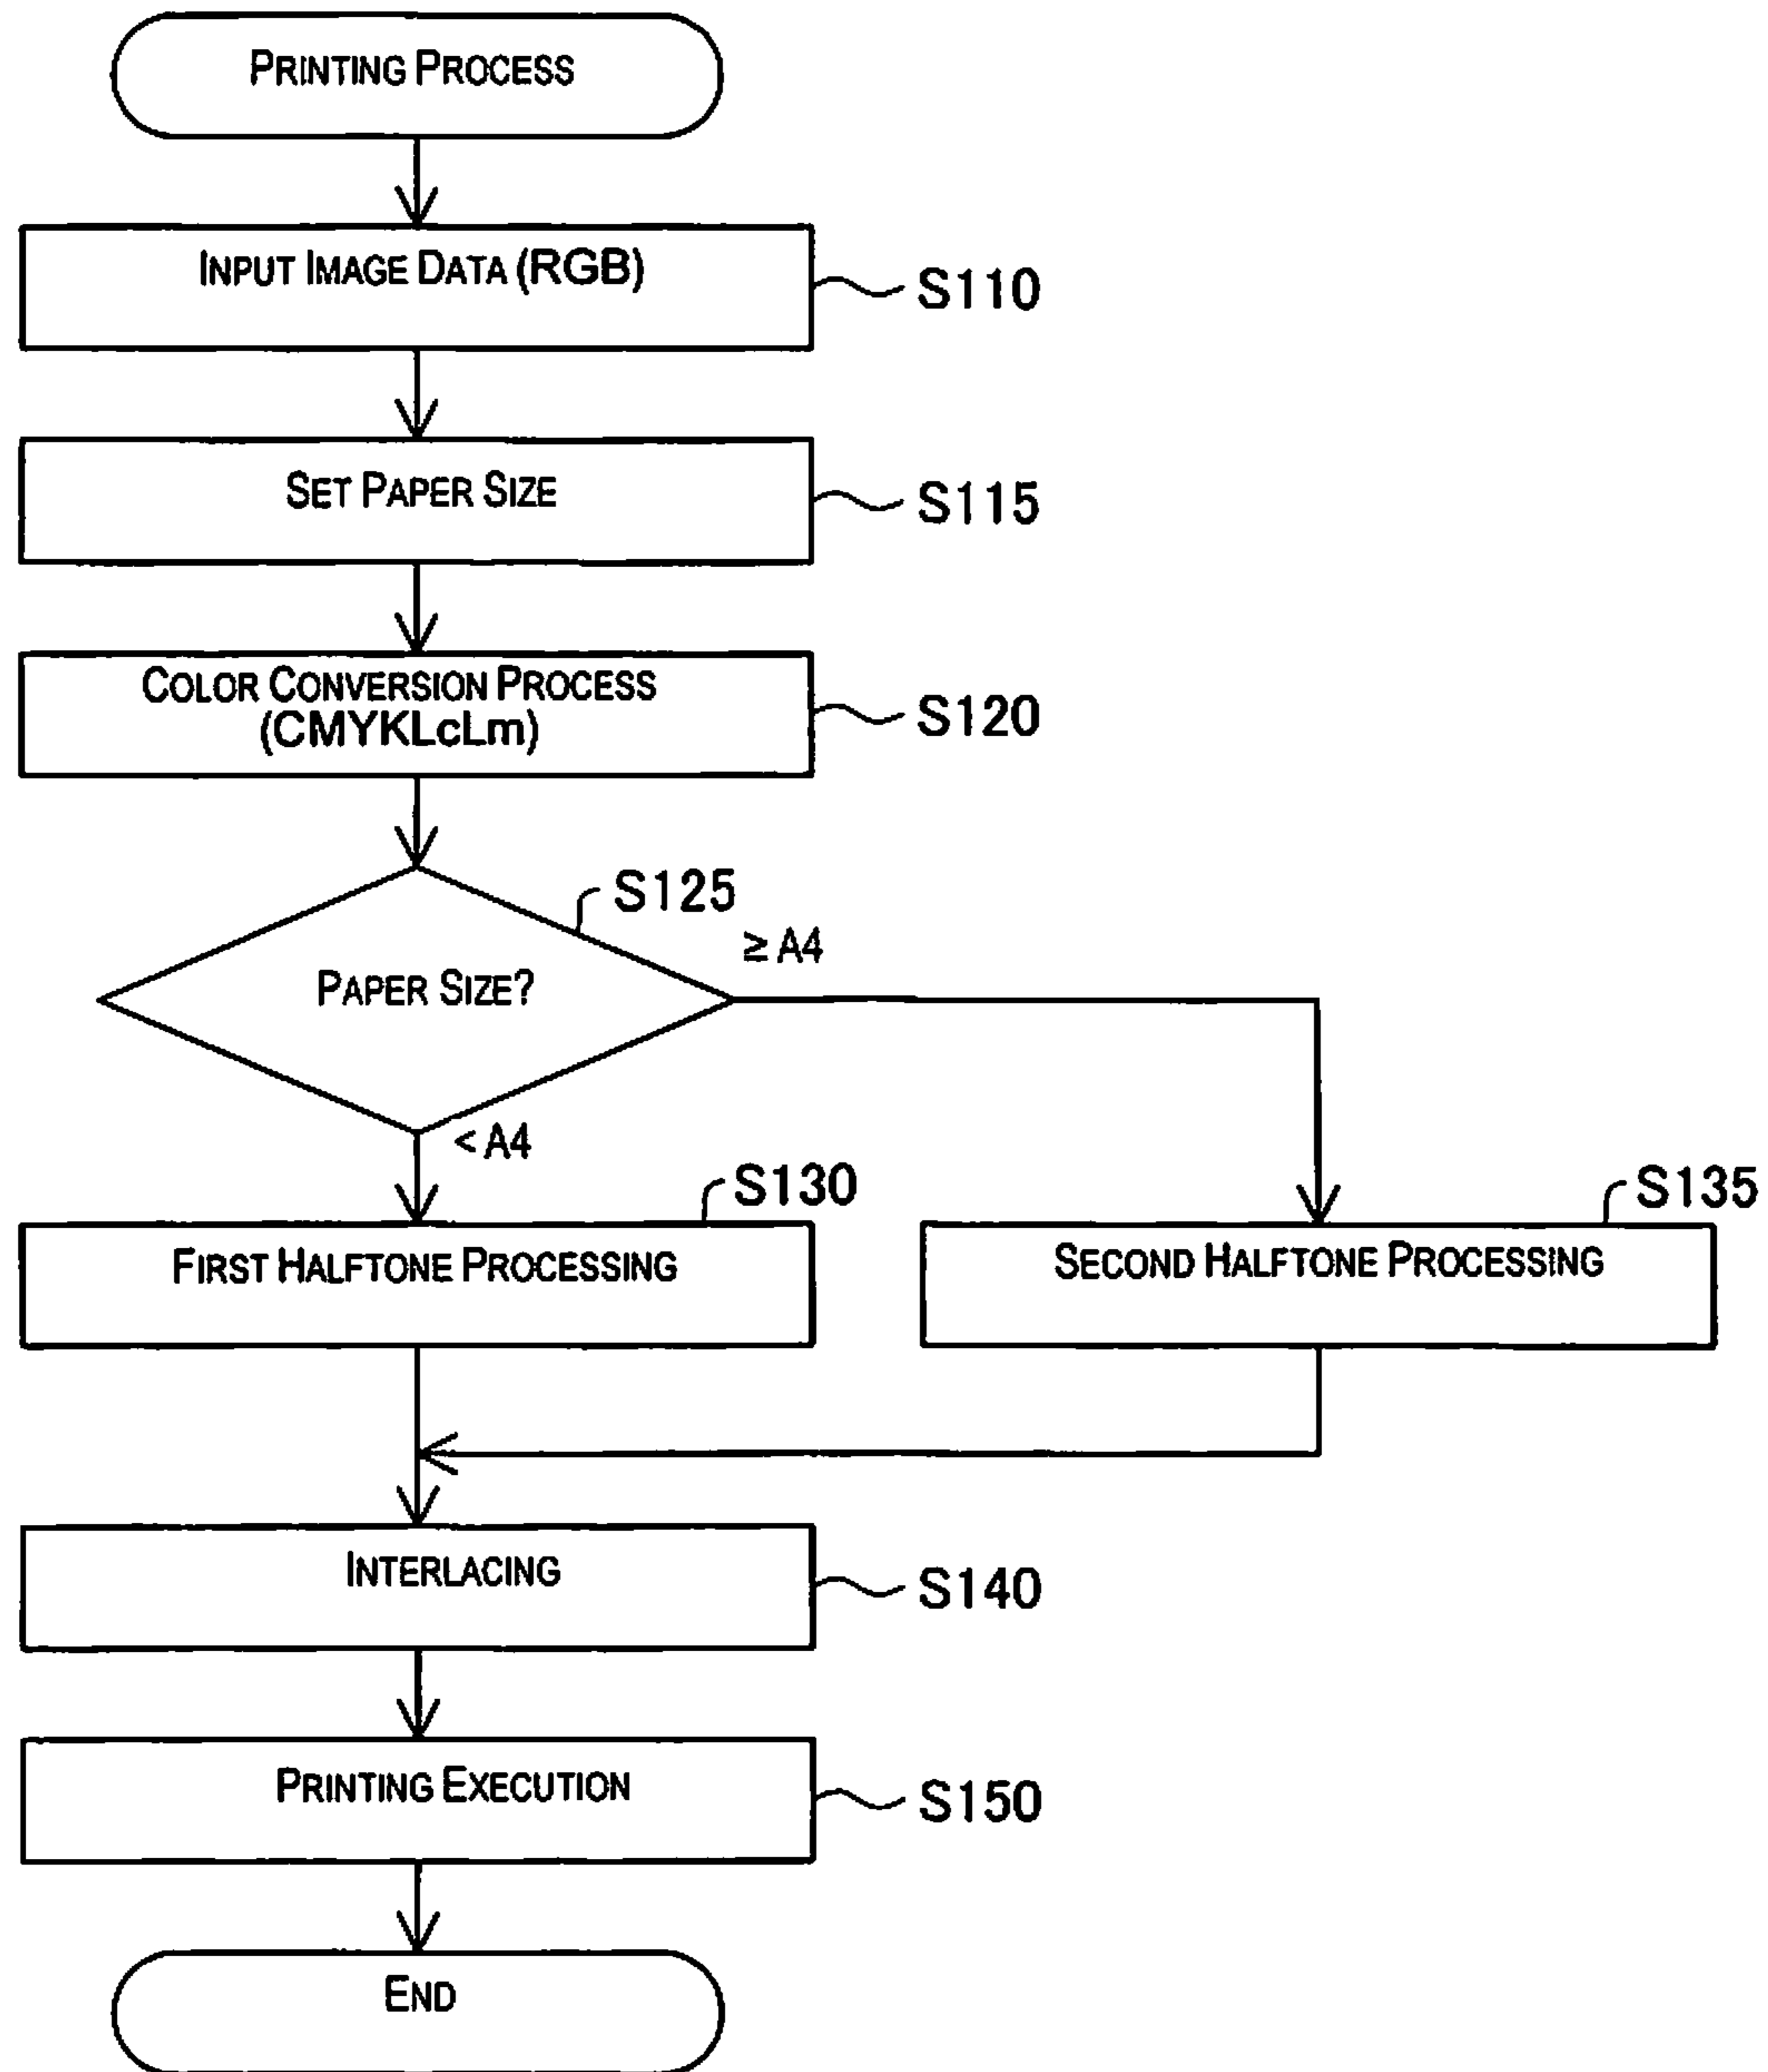 PRINTING PROCESS
INPUT IMAGE DATA (RGB)
S110
SET PAPER SIZE
S115
COLOR CONVERSION PROCESS
(CMYKLcLm)
S120
S125
≥ A4
PAPER SIZE?
< A4
S130
S135
FIRST HALFTONE PROCESSING
SECOND HALFTONE PROCESSING
INTERLACING
S140
PRINTING EXECUTION
S150
END